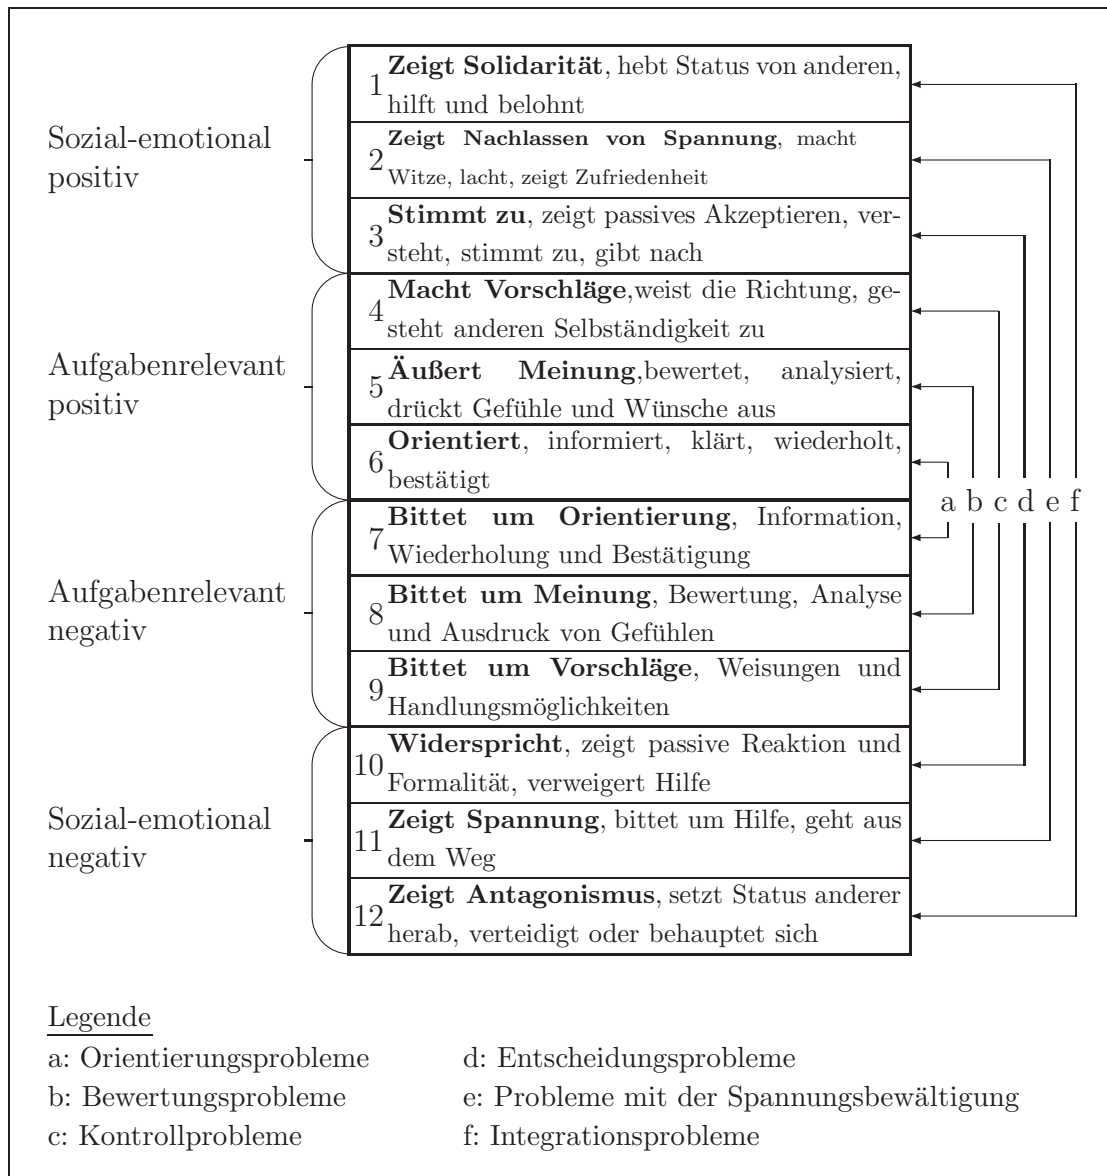 Sozial-emotional
positiv
1 Zeigt Solidarität, hebt Status von anderen,
hilft und belohnt
2 Zeigt Nachlassen von Spannung, macht
Witze, lacht, zeigt Zufriedenheit
3 Stimmt zu, zeigt passives Akzeptieren, ver-
steht, stimmt zu, gibt nach
Aufgabenrelevant
positiv
4 Macht Vorschläge,weist die Richtung, ge-
steht anderen Selbständigkeit zu
5 Äußert Meinung,bewertet, analysiert,
drückt Gefühle und Wünsche aus
6 Orientiert, informiert, klärt, wiederholt,
bestätigt
a b c d e f
Aufgabenrelevant
negativ
7 Bittet um Orientierung, Information,
Wiederholung und Bestätigung
8 Bittet um Meinung, Bewertung, Analyse
und Ausdruck von Gefühlen
9 Bittet um Vorschläge, Weisungen und
Handlungsmöglichkeiten
Sozial-emotional
negativ
10 Widerspricht, zeigt passive Reaktion und
Formalität, verweigert Hilfe
11 Zeigt Spannung, bittet um Hilfe, geht aus
dem Weg
12 Zeigt Antagonismus, setzt Status anderer
herab, verteidigt oder behauptet sich
Legende
a: Orientierungsprobleme
b: Bewertungsprobleme
c: Kontrollprobleme
d: Entscheidungsprobleme
e: Probleme mit der Spannungsbewältigung
f: Integrationsprobleme